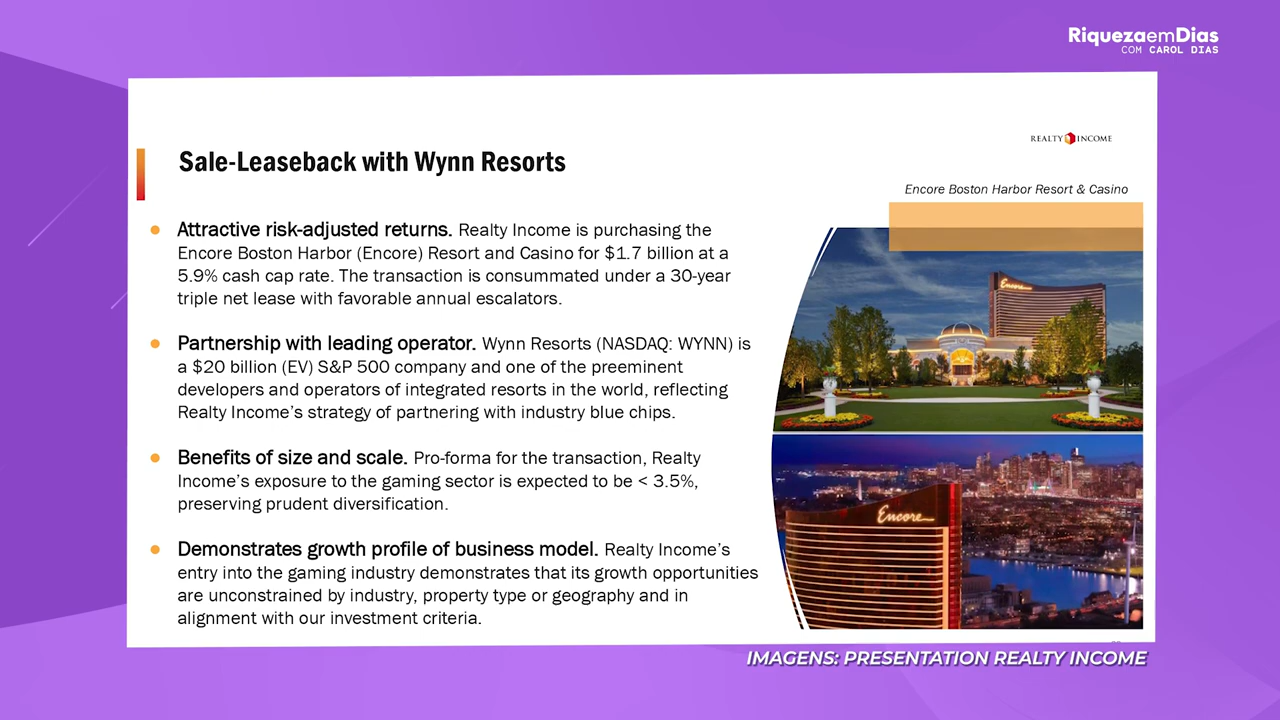 RiquezaemDias
COM CAROL DIAS
REALTY INCOME
Sale-Leaseback with Wynn Resorts
Encore Boston Harbor Resort & Casino
Attractive risk-adjusted returns. Realty Income is purchasing the
Encore Boston Harbor (Encore) Resort and Casino for $1.7 billion at a
5.9% cash cap rate. The transaction is consummated under a 30-year
triple net lease with favorable annual escalators.
Partnership with leading operator. Wynn Resorts (NASDAQ: WYNN) is
a $20 billion (EV) S&P 500 company and one of the preeminent
developers and operators of integrated resorts in the world, reflecting
Realty Income’s strategy of partnering with industry blue chips.
Benefits of size and scale. Pro-forma for the transaction, Realty
Income’s exposure to the gaming sector is expected to be < 3.5%,
preserving prudent diversification.
Demonstrates growth profile of business model. Realty Income’s
entry into the gaming industry demonstrates that its growth opportunities
are unconstrained by industry, property type or geography and in
alignment with our investment criteria.
Encore
Encore
IMAGENS: PRESENTATION REALTY INCOME